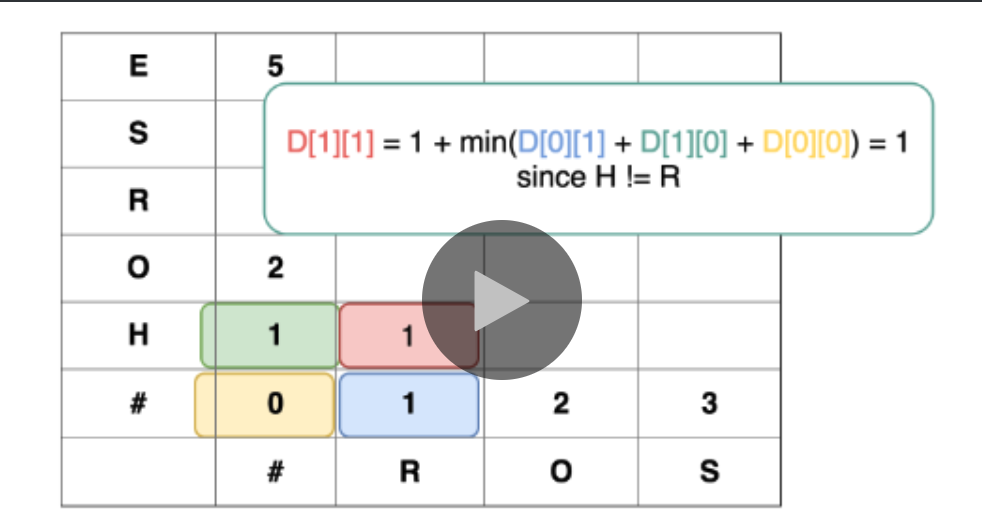 E 5
D[1][1] = 1 + min(D[0][1] + D[1][0] + D[0][0]) = 1
S
since H != R
R
O 2
H 1 1
# 0 1 2 3
# R O S